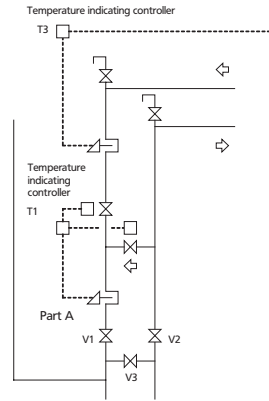 Temperature indicating controller
T3
Temperature
indicating
controller
T1
Part A
V1
V2
V3